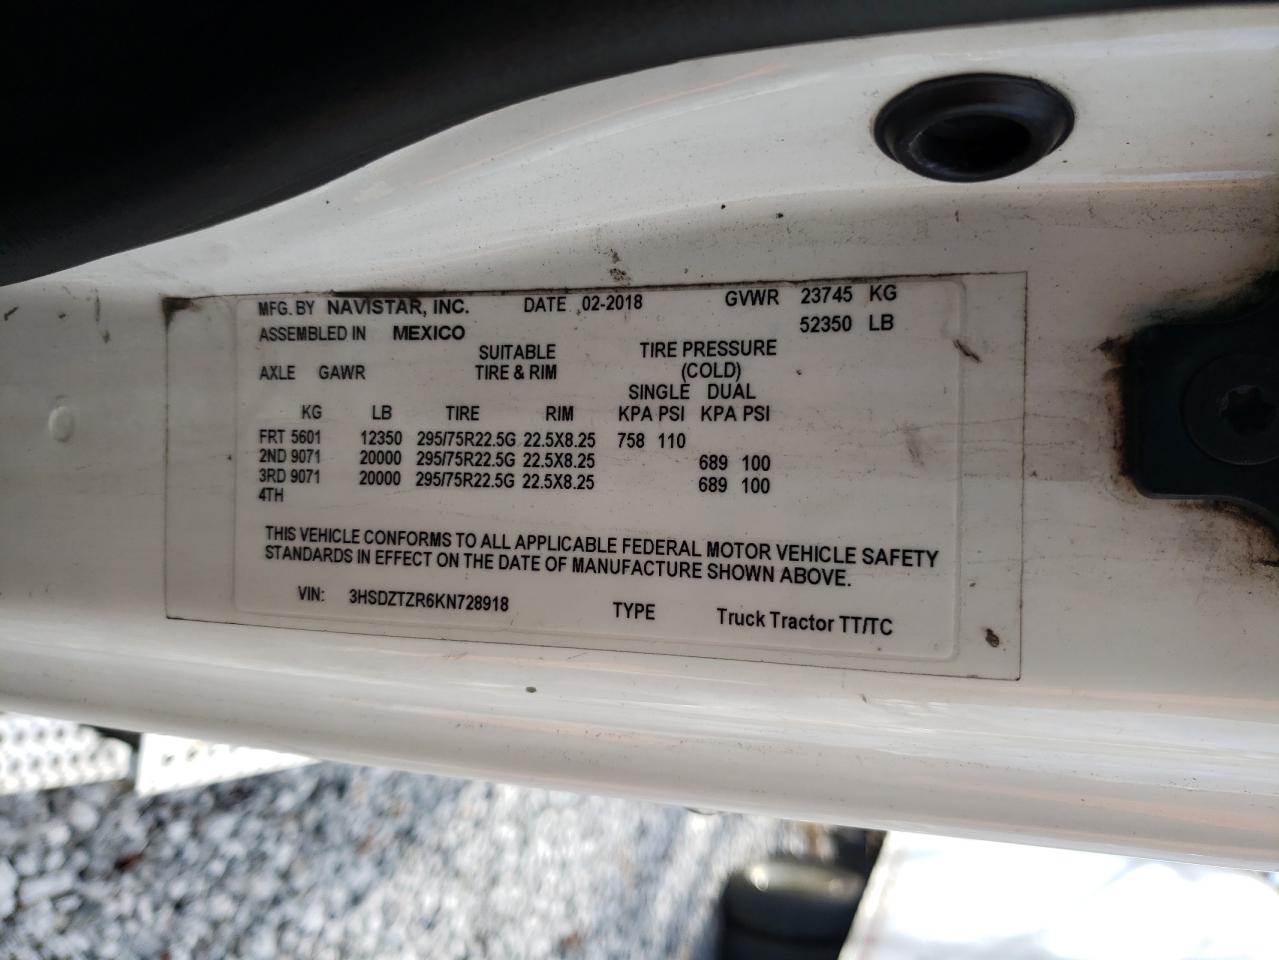 MFG. BY NAVISTAR, INC. DATE 02-2018 GVWR 23745 KG
ASSEMBLED IN MEXICO 52350 LB
SUITABLE TIRE PRESSURE
AXLE GAWR TIRE & RIM (COLD)
SINGLE DUAL
KG LB TIRE RIM KPA PSI KPA PSI
FRT 5601 12350 295/75R22.5G 22.5X8.25 758 110
2ND 9071 20000 295/75R22.5G 22.5X8.25 689 100
3RD 9071 20000 295/75R22.5G 22.5X8.25 689 100
4TH
THIS VEHICLE CONFORMS TO ALL APPLICABLE FEDERAL MOTOR VEHICLE SAFETY
STANDARDS IN EFFECT ON THE DATE OF MANUFACTURE SHOWN ABOVE.
VIN: 3HSDZTZR6KN728918 TYPE Truck Tractor TT/TC